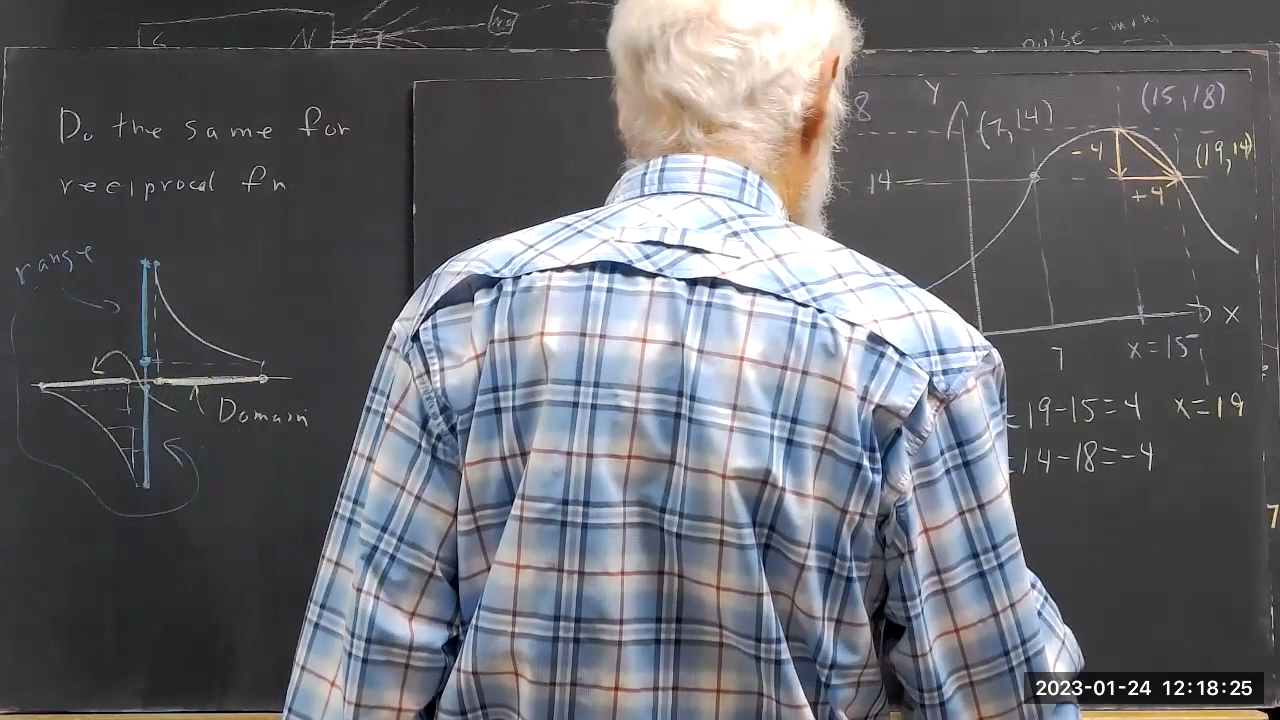 S
N
Do the same for
reciprocal fn
range
Domain
8
Y
(7,14)
(15,18)
-4
(19,14)
14
+4
X
7
x=15
=19-15=4
x=19
=14-18=-4
7
2023-01-24 12:18:25